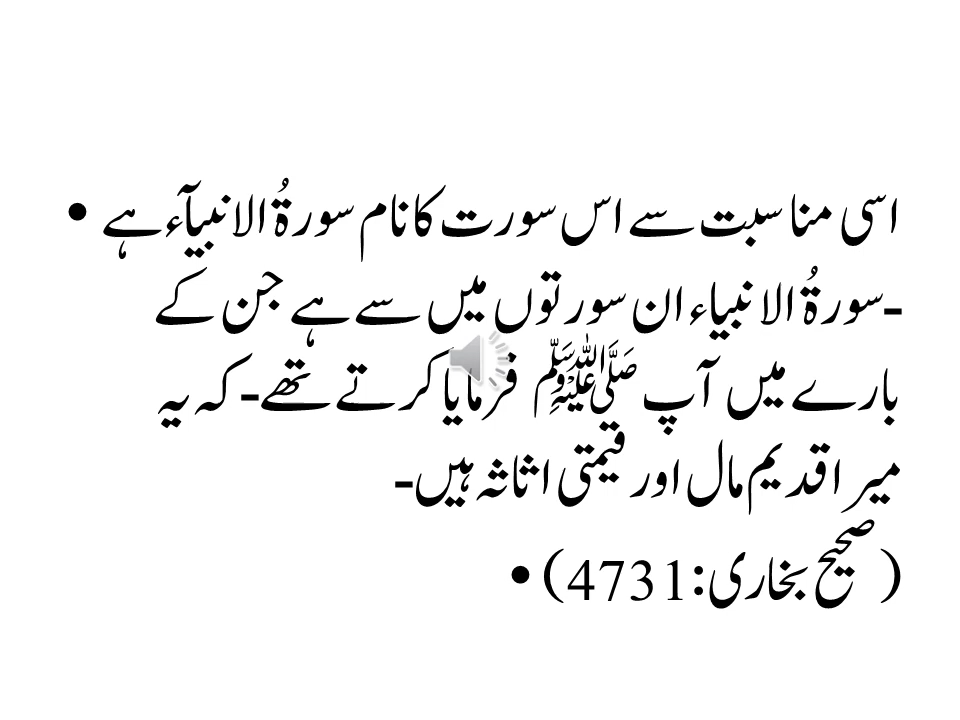 اسی مناسبت سے اس سورت کا نام سورۃُ الانبیآء ہے •
-سورۃُ الانبیاء ان سورتوں میں سے ہے جن کے
بارے میں آپ ﷺ فرمایا کرتے تھے- کہ یہ
میرا قدیم مال اور قیمتی اثاثہ ہیں-
(صحیح بخاری:4731) •